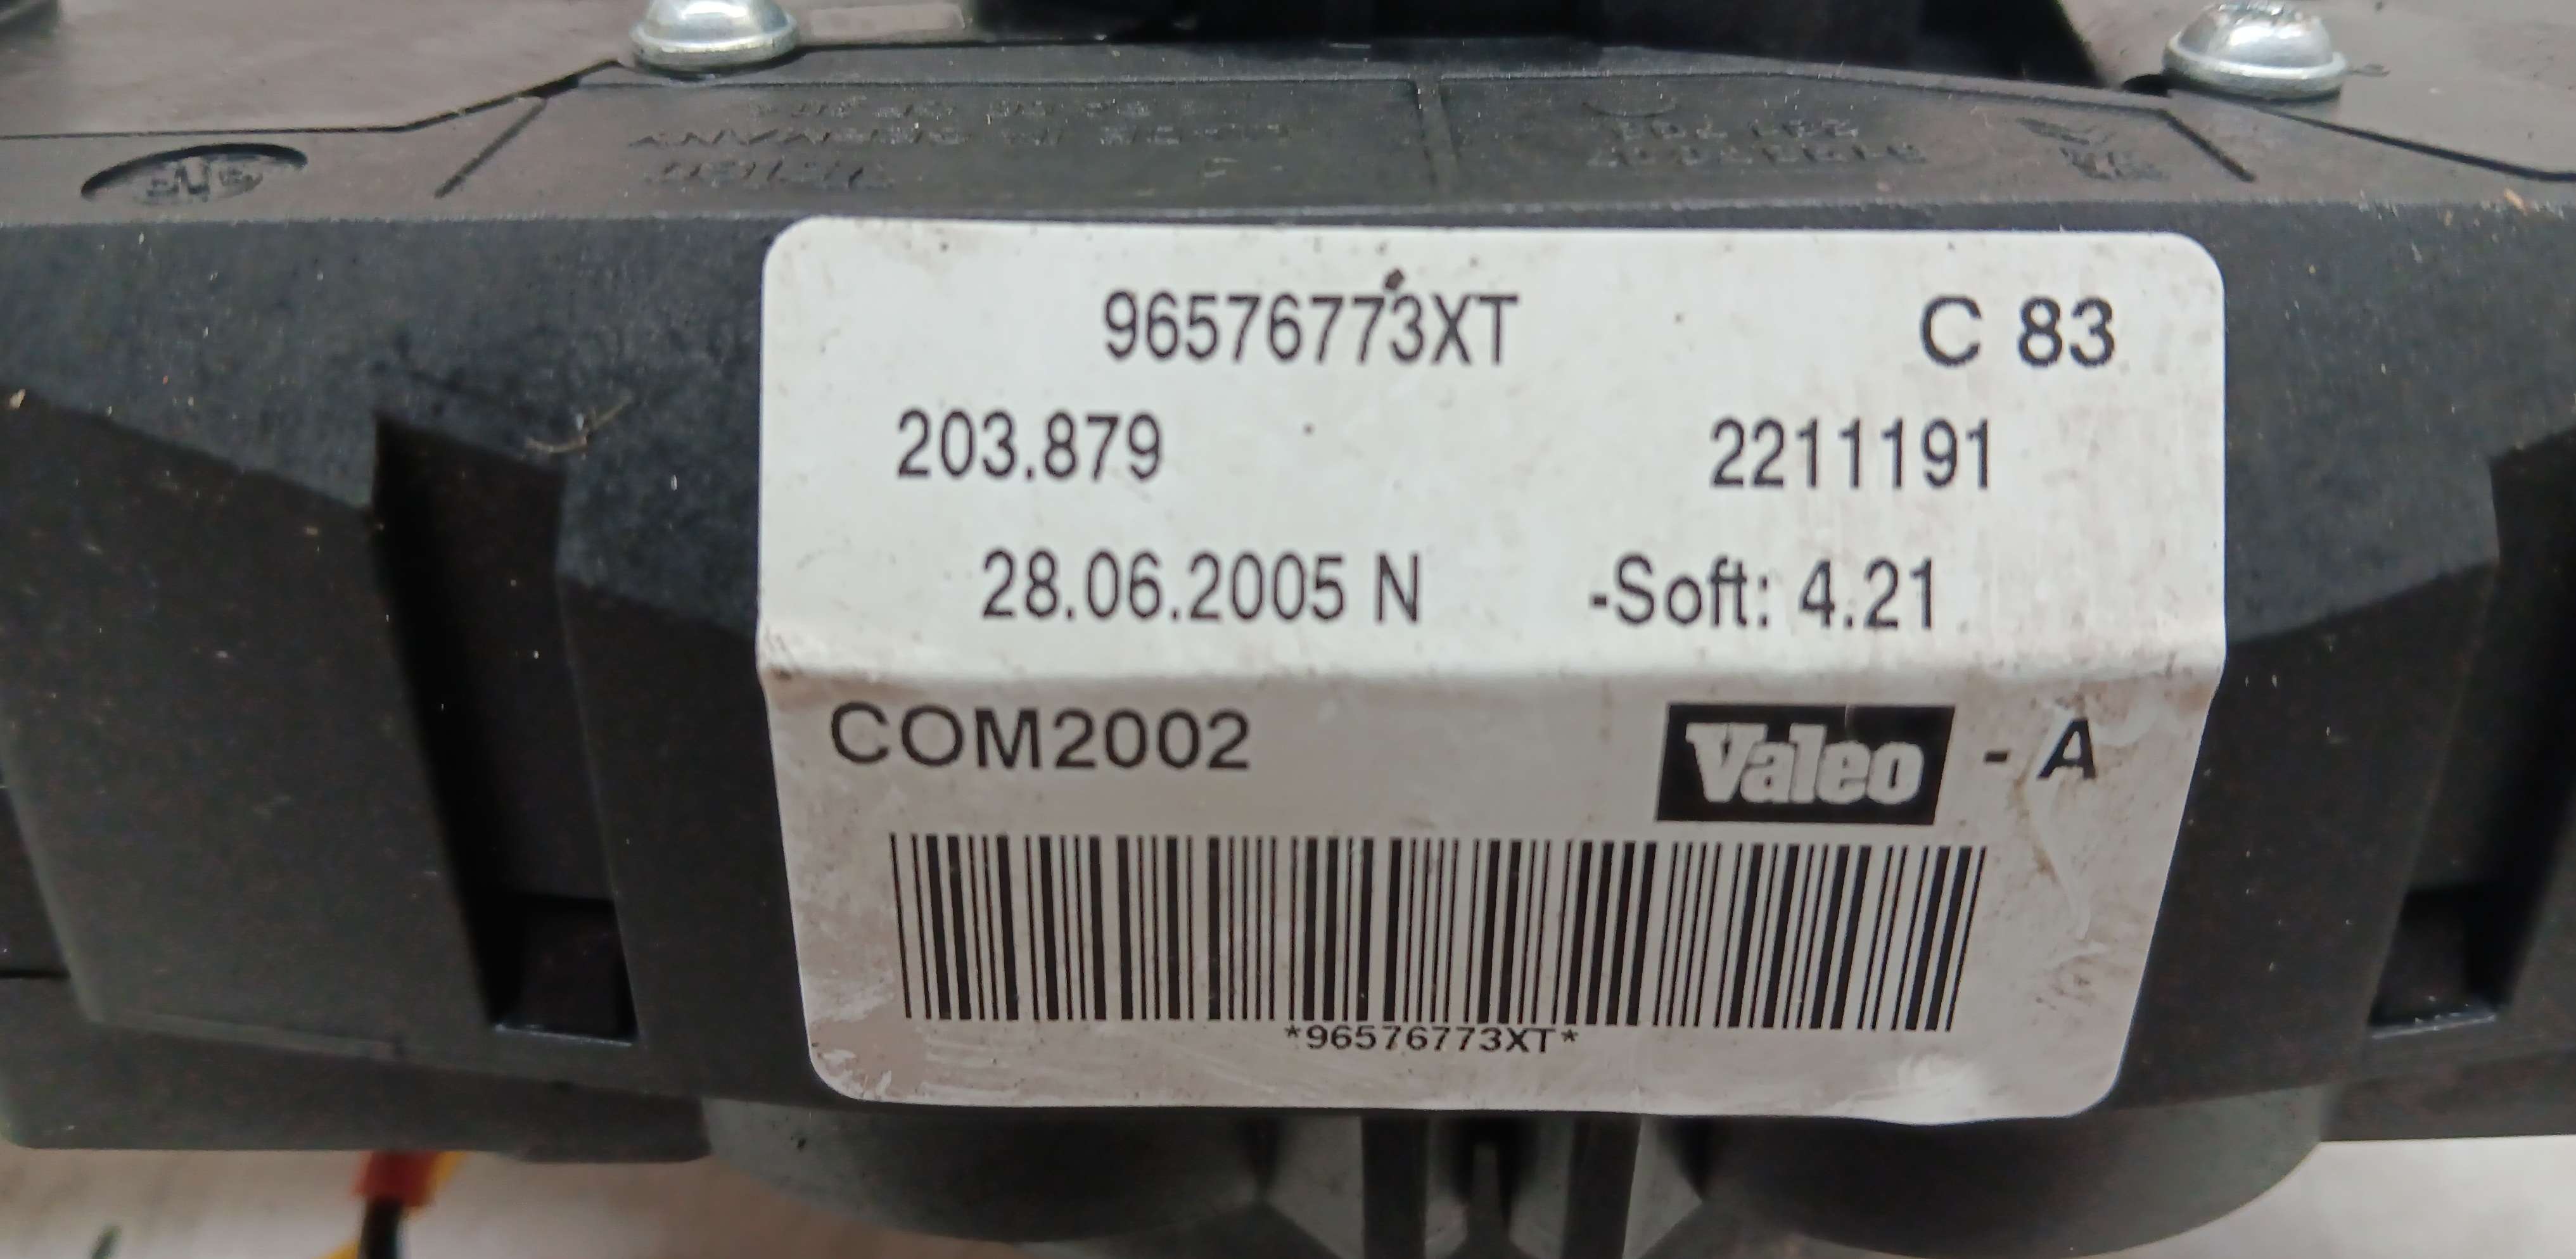 96576773XT C 83
203.879 2211191
28.06.2005 N -Soft: 4.21
COM2002 Valeo - A
*96576773XT*